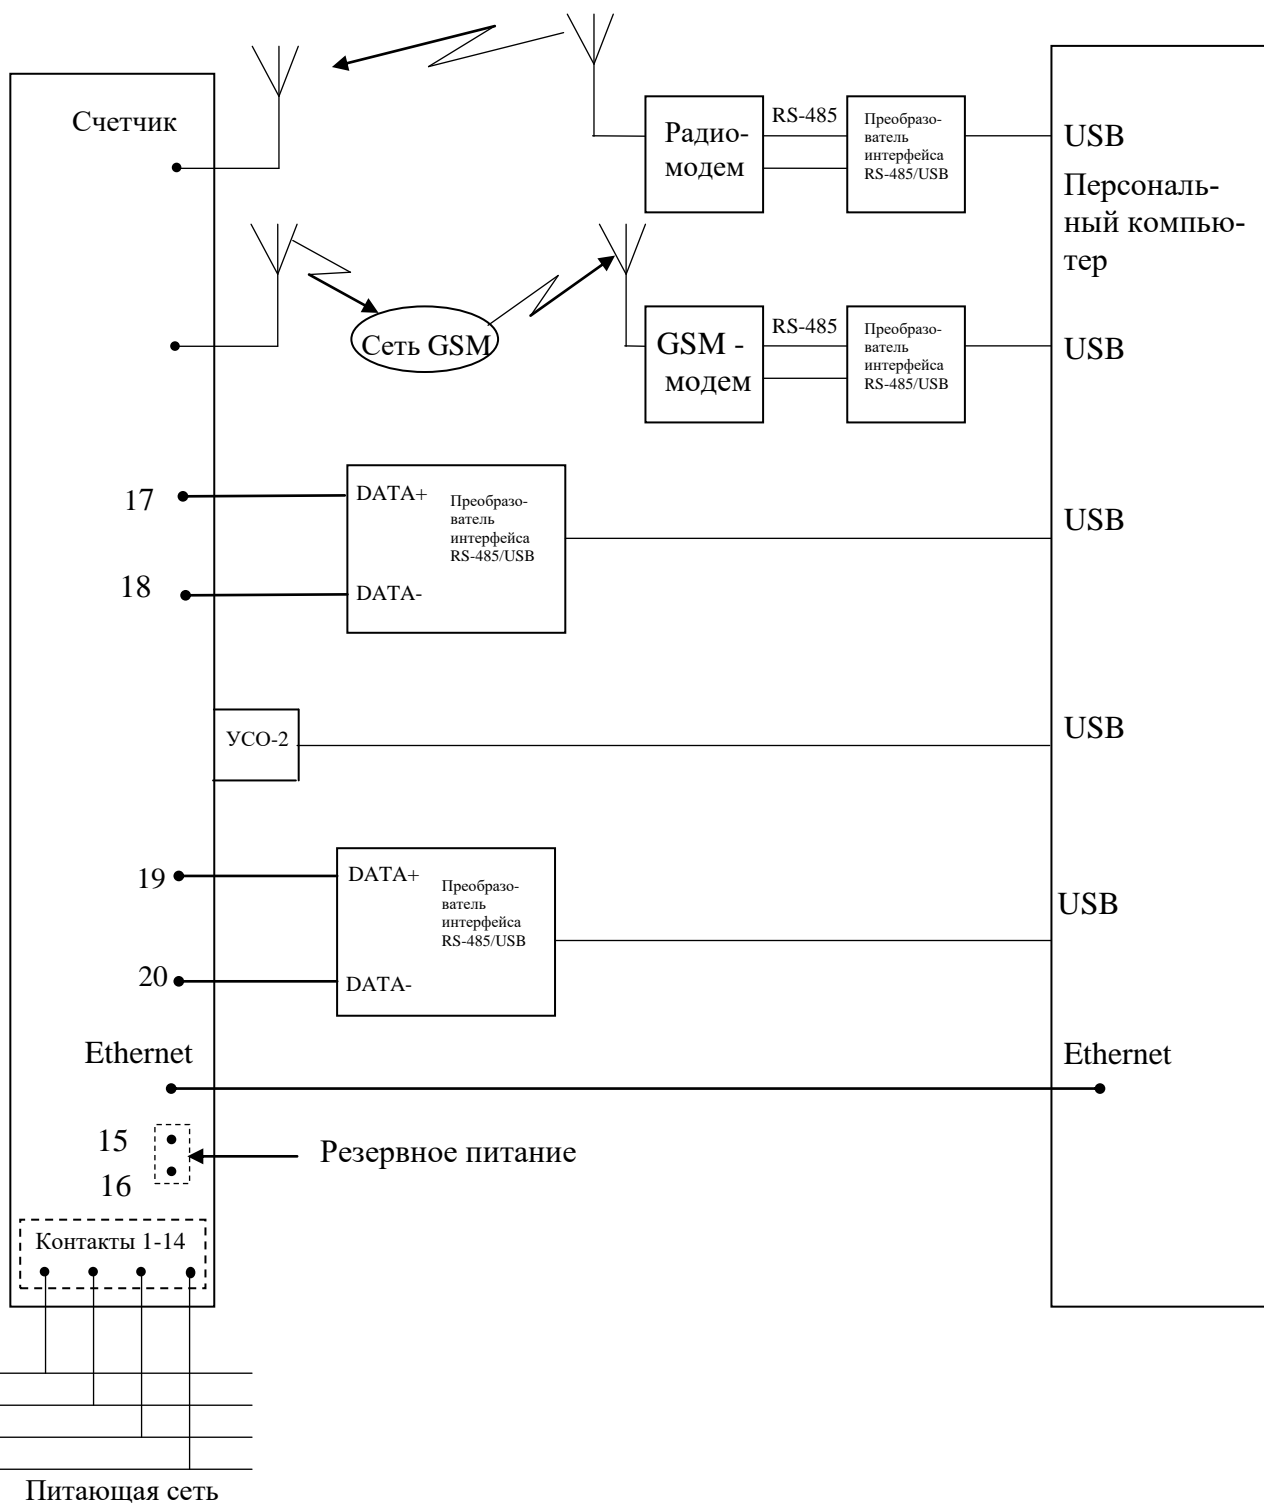 Счетчик
Радио-
модем
RS-485
Преобразо-
ватель
интерфейса
RS-485/USB
USB
Персональ-
ный компью-
тер
Сеть GSM
GSM -
модем
RS-485
Преобразо-
ватель
интерфейса
RS-485/USB
USB
17
DATA+
Преобразо-
ватель
интерфейса
RS-485/USB
USB
18
DATA-
УСО-2
USB
19
DATA+
Преобразо-
ватель
интерфейса
RS-485/USB
USB
20
DATA-
Ethernet
Ethernet
15
16
Резервное питание
Контакты 1-14
Питающая сеть